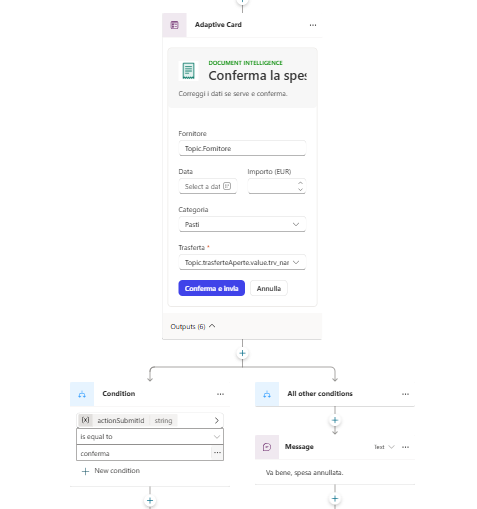 Adaptive Card
DOCUMENT INTELLIGENCE
Conferma la spes
Correggi i dati se serve e conferma.
Fornitore
Topic.Fornitore
Data
Importo (EUR)
Select a dat
Categoria
Pasti
Trasferta *
Topic.trasferteAperte.value.trv_nar
Conferma e invia
Annulla
Outputs (6)
Condition
All other conditions
{x} actionSubmitId string
is equal to
conferma
New condition
Message
Text
Va bene, spesa annullata.